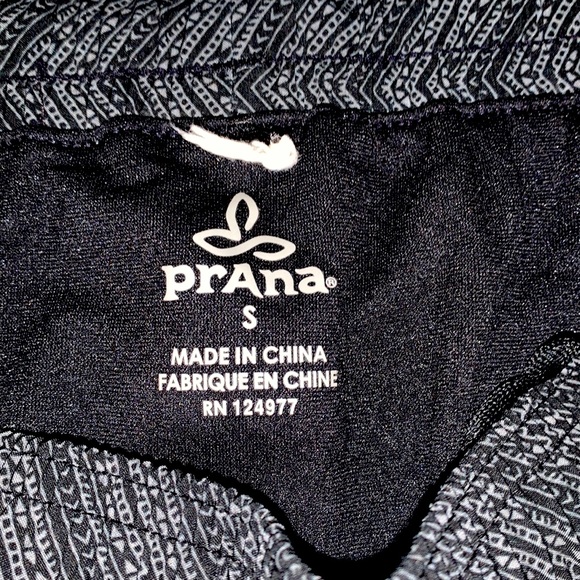 prAna®
S
MADE IN CHINA
FABRIQUE EN CHINE
RN 124977